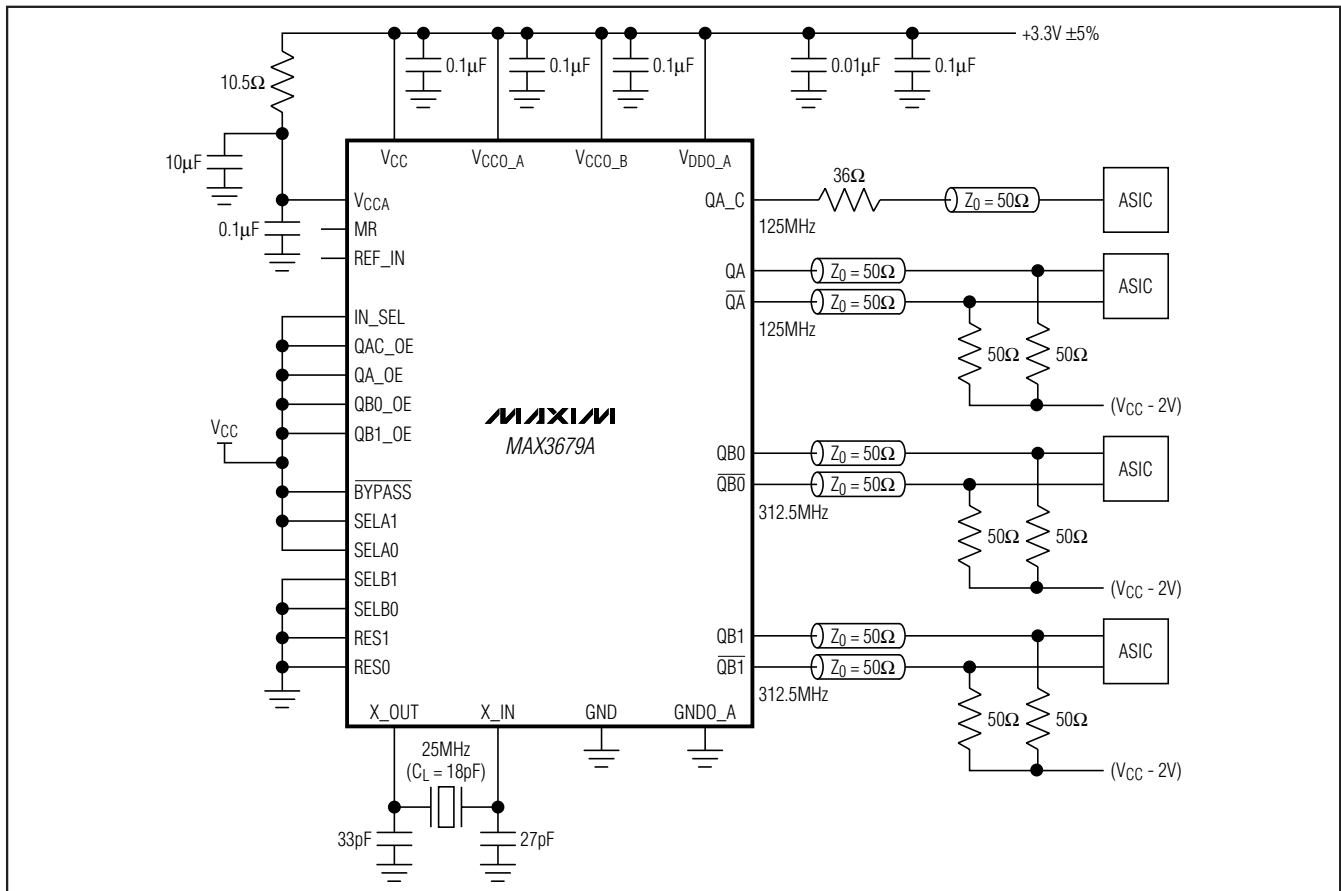 +3.3V ±5%
10.5Ω
0.1µF
0.1µF
0.1µF
0.01µF
0.1µF
10µF
0.1µF
VCC
VCCO_A
VCCO_B
VDDO_A
VCCA
MR
REF_IN
IN_SEL
QAC_OE
QA_OE
QB0_OE
QB1_OE
VCC
BYPASS
SELA1
SELA0
SELB1
SELB0
RES1
RES0
MAXIM
MAX3679A
QA_C
125MHz
36Ω
Z0 = 50Ω
ASIC
QA
Z0 = 50Ω
QA
Z0 = 50Ω
125MHz
ASIC
50Ω
50Ω
(VCC - 2V)
QB0
Z0 = 50Ω
QB0
Z0 = 50Ω
312.5MHz
ASIC
50Ω
50Ω
(VCC - 2V)
QB1
Z0 = 50Ω
QB1
Z0 = 50Ω
312.5MHz
ASIC
50Ω
50Ω
(VCC - 2V)
X_OUT
X_IN
GND
GNDO_A
25MHz
(CL = 18pF)
33pF
27pF